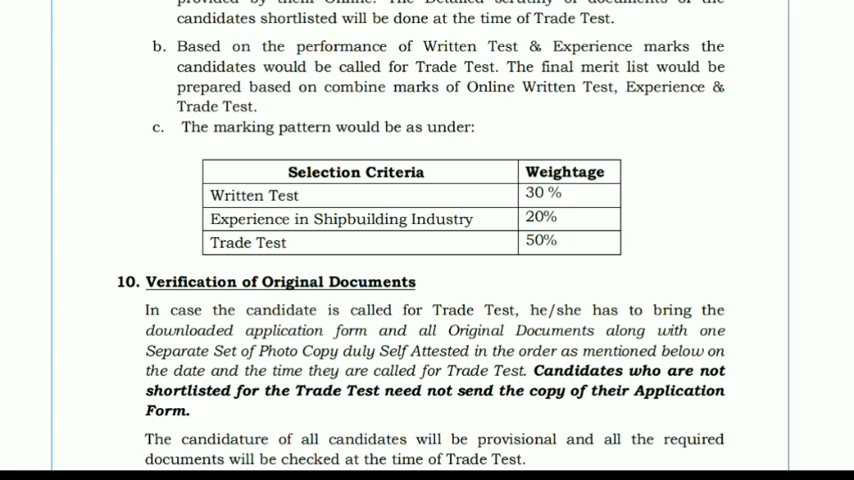 candidates shortlisted will be done at the time of Trade Test.
b. Based on the performance of Written Test & Experience marks the
candidates would be called for Trade Test. The final merit list would be
prepared based on combine marks of Online Written Test, Experience &
Trade Test.
c. The marking pattern would be as under:
Selection Criteria Weightage
Written Test 30 %
Experience in Shipbuilding Industry 20%
Trade Test 50%
10. Verification of Original Documents
In case the candidate is called for Trade Test, he/she has to bring the
downloaded application form and all Original Documents along with one
Separate Set of Photo Copy duly Self Attested in the order as mentioned below on
the date and the time they are called for Trade Test. Candidates who are not
shortlisted for the Trade Test need not send the copy of their Application
Form.
The candidature of all candidates will be provisional and all the required
documents will be checked at the time of Trade Test.